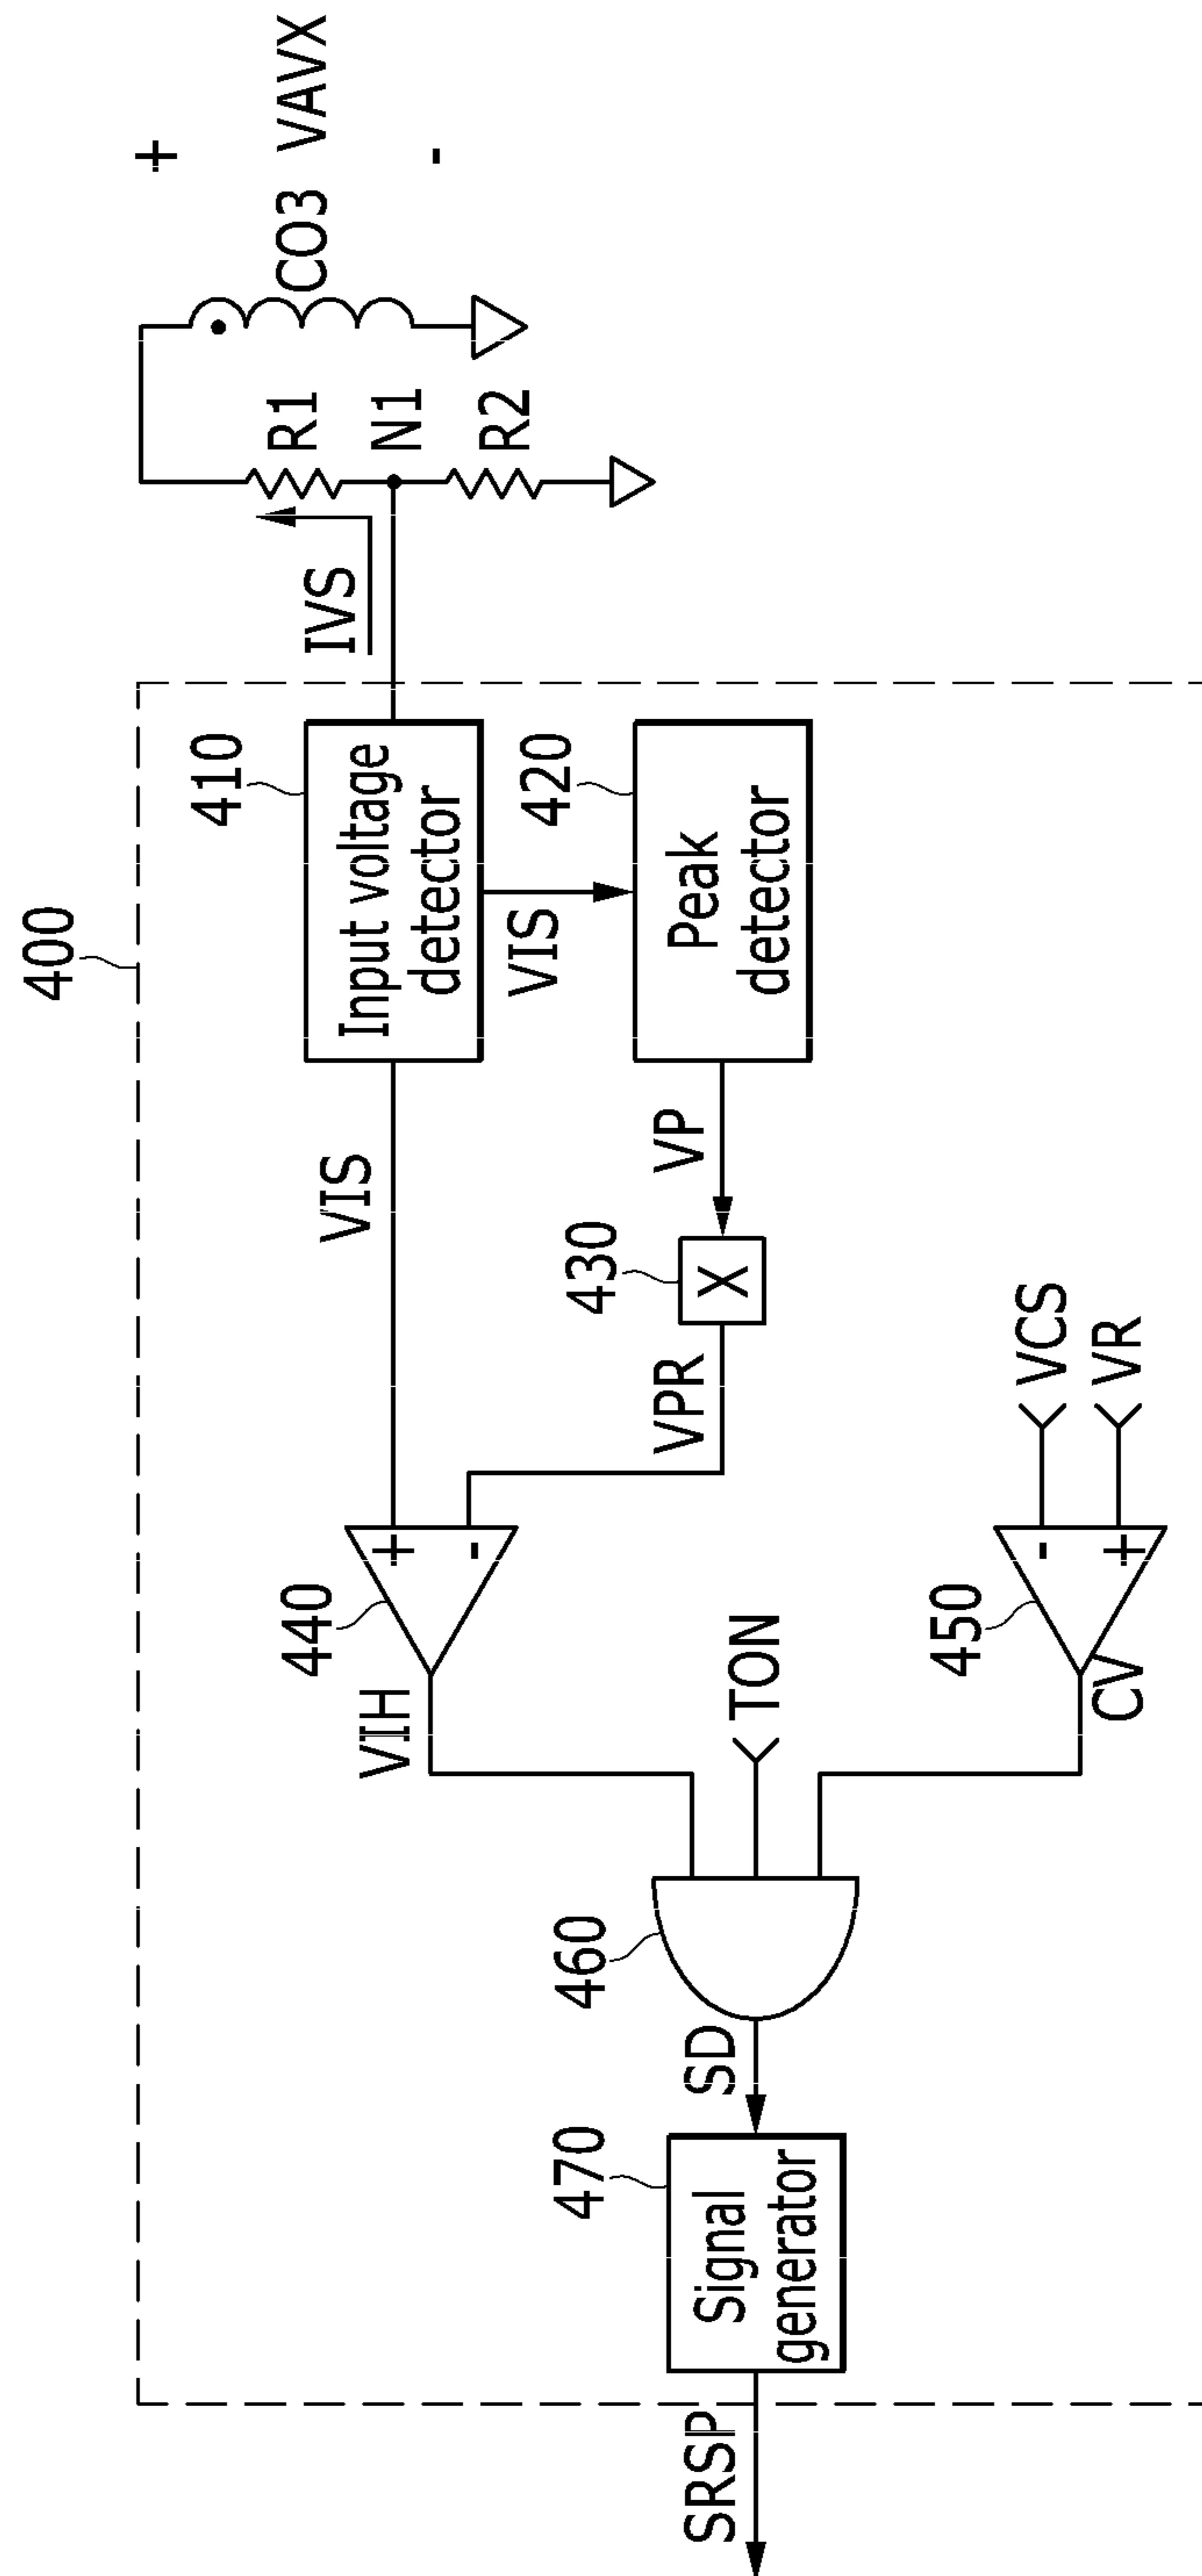 400
410
Input voltage
detector
IVS
R1
N1
R2
CO3
VAVX
+
-
VIS
VIS
420
Peak
detector
VP
430
X
VPR
440
+
-
VIH
TON
450
-
+
VCS
VR
CV
460
SD
470
Signal
generator
SRSP